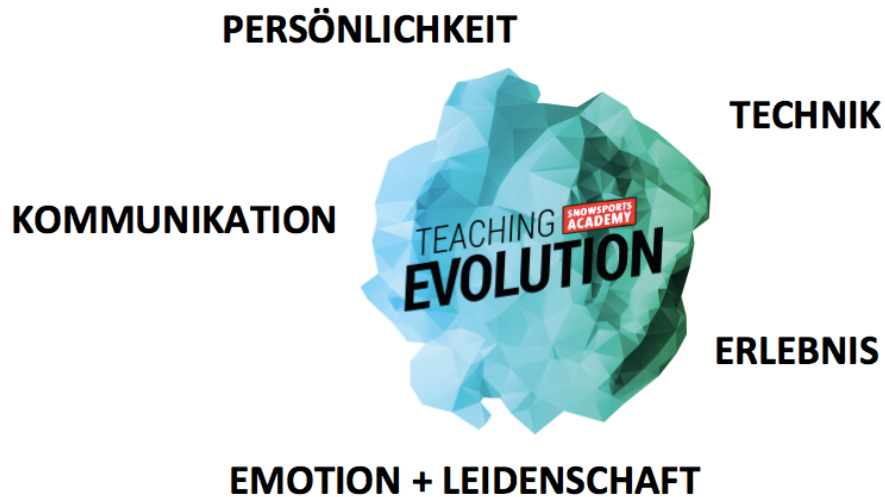 PERSÖNLICHKEIT
TECHNIK
KOMMUNIKATION
TEACHING
SNOWSPORTS
ACADEMY
EVOLUTION
ERLEBNIS
EMOTION + LEIDENSCHAFT